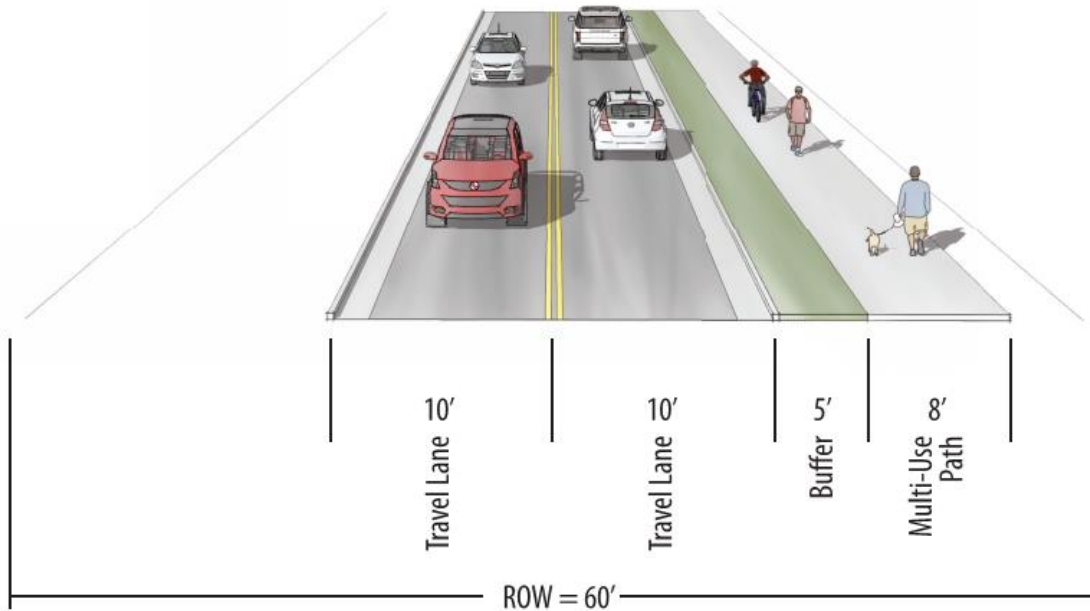 10′
Travel Lane
10′
Travel Lane
5′
Buffer
8′
Multi-Use
Path
ROW = 60′